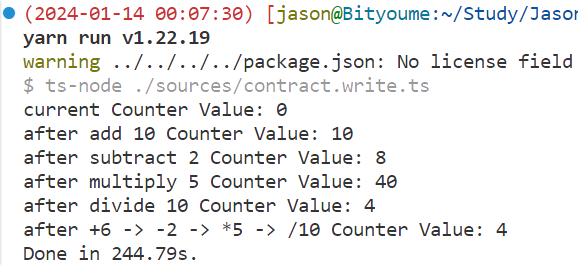 (2024-01-14 00:07:30) [jason@Bityoume:~/Study/Jason
yarn run v1.22.19
warning ../../../../package.json: No license field
$ ts-node ./sources/contract.write.ts
current Counter Value: 0
after add 10 Counter Value: 10
after subtract 2 Counter Value: 8
after multiply 5 Counter Value: 40
after divide 10 Counter Value: 4
after +6 -> -2 -> *5 -> /10 Counter Value: 4
Done in 244.79s.